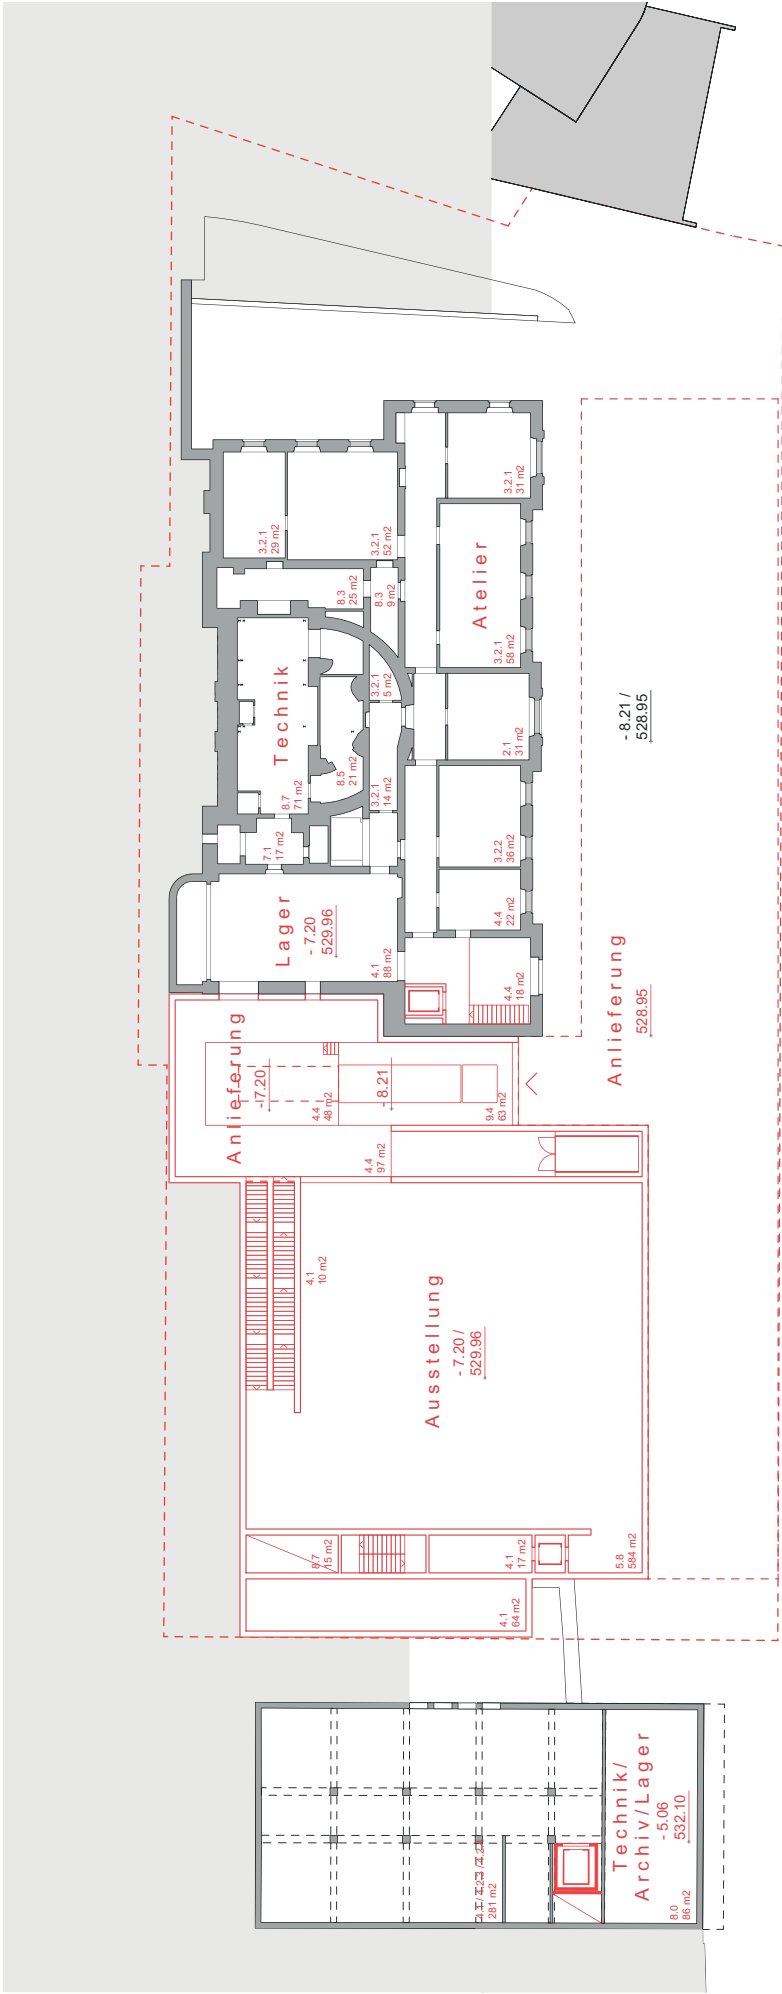 3.2.1
29 m2
3.2.1
52 m2
3.2.1
31 m2
8.3
25 m2
8.3
9 m2
Atelier
3.2.1
58 m2
Technik
8.7
71 m2
8.5
21 m2
3.2.1
5 m2
3.2.1
14 m2
2.1
31 m2
- 8.21 /
528.95
7.1
17 m2
3.2.2
36 m2
4.4
22 m2
Lager
- 7.20
529.96
4.1
88 m2
4.4
18 m2
Anlieferung
528.95
Anlieferung
- 7.20
4.4
48 m2
- 8.21
9.4
63 m2
4.4
97 m2
4.1
10 m2
Ausstellung
- 7.20 /
529.96
8.7
15 m2
4.1
17 m2
5.8
584 m2
4.1
64 m2
281 m2
Technik/
Archiv/Lager
- 5.06
532.10
8.0
86 m2